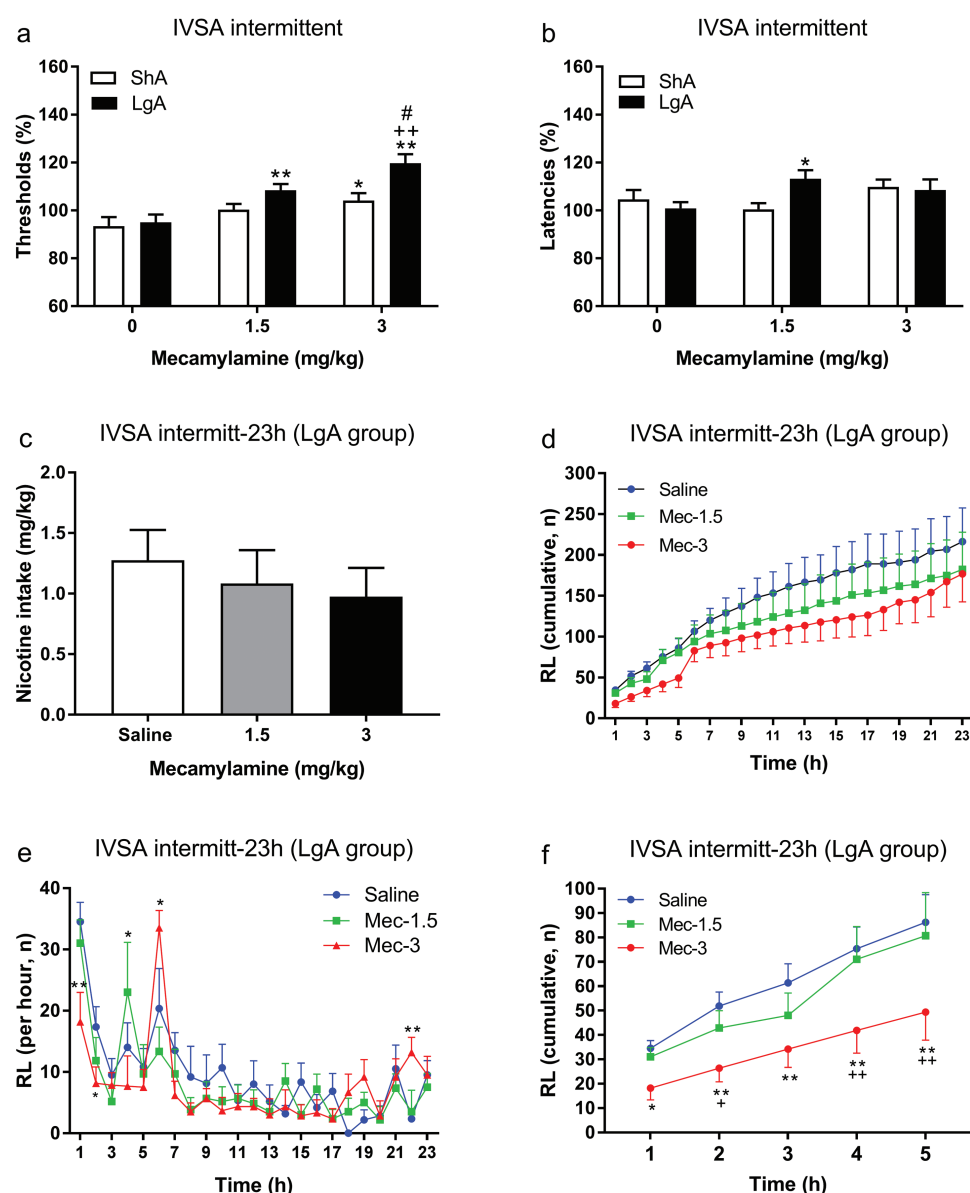 a
IVSA intermittent
Thresholds (%)
160
140
120
100
80
60
ShA
LgA
**
*
#
++
**
0
1.5
3
Mecamylamine (mg/kg)
b
IVSA intermittent
Latencies (%)
160
140
120
100
80
60
ShA
LgA
*
0
1.5
3
Mecamylamine (mg/kg)
c
IVSA intermitt-23h (LgA group)
Nicotine intake (mg/kg)
2.0
1.5
1.0
0.5
0.0
Saline
1.5
3
Mecamylamine (mg/kg)
d
IVSA intermitt-23h (LgA group)
RL (cumulative, n)
300
250
200
150
100
50
0
Saline
Mec-1.5
Mec-3
1 3 5 7 9 11 13 15 17 19 21 23
Time (h)
e
IVSA intermitt-23h (LgA group)
RL (per hour, n)
40
30
20
10
0
Saline
Mec-1.5
Mec-3
**
*
*
*
**
1 3 5 7 9 11 13 15 17 19 21 23
Time (h)
f
IVSA intermitt-23h (LgA group)
RL (cumulative, n)
100
90
80
70
60
50
40
30
20
10
0
Saline
Mec-1.5
Mec-3
*
**
+
**
**
++
**
++
1 2 3 4 5
Time (h)